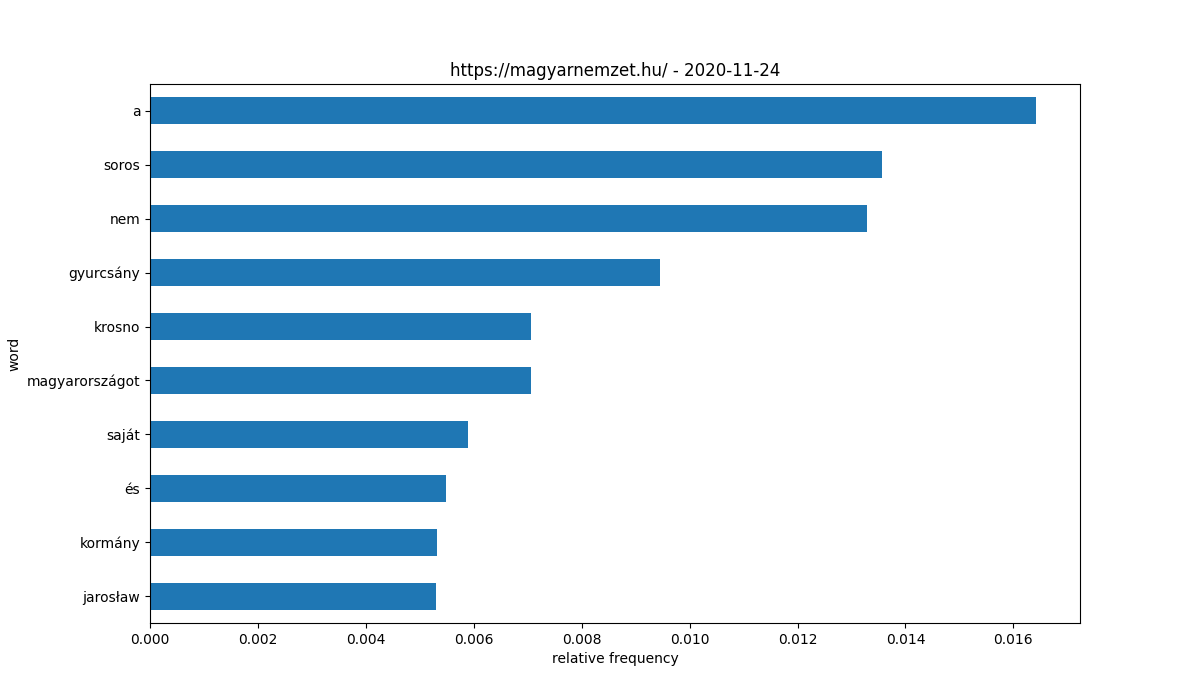 https://magyarnemzet.hu/ - 2020-11-24
a
soros
nem
gyurcsány
krosno
magyarországot
saját
és
kormány
jarosław
word
0.000 0.002 0.004 0.006 0.008 0.010 0.012 0.014 0.016
relative frequency